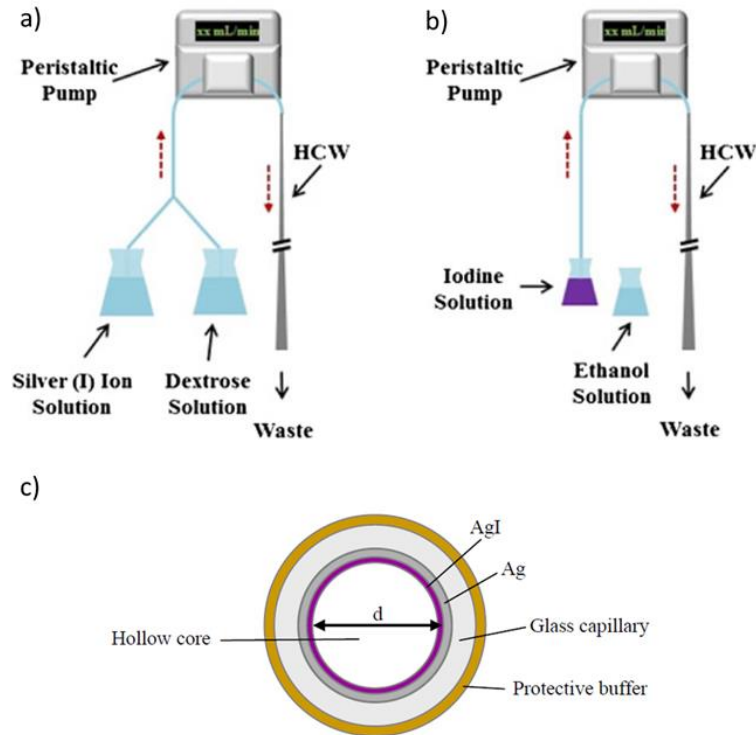 a)
xx mL/min
Peristaltic
Pump
HCW
Silver (I) Ion
Solution
Dextrose
Solution
Waste
b)
xx mL/min
Peristaltic
Pump
HCW
Iodine
Solution
Ethanol
Solution
Waste
c)
AgI
Ag
d
Hollow core
Glass capillary
Protective buffer